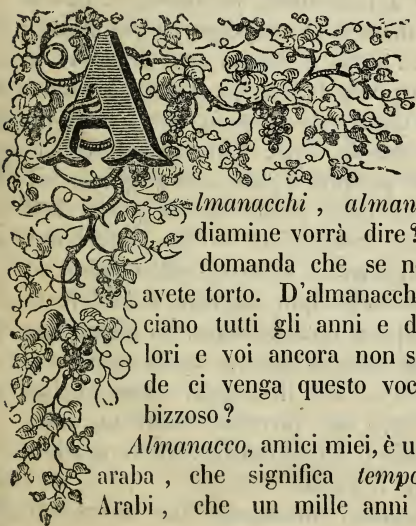 Almanacchi, alman
diamine vorrà dire?
domanda che se n
avete torto. D'almanacch
ciano tutti gli anni e d
lori e voi ancora non s
de ci venga questo voc
bizzoso?
Almanacco, amici miei, è u
araba, che significa tempo
Arabi, che un mille anni